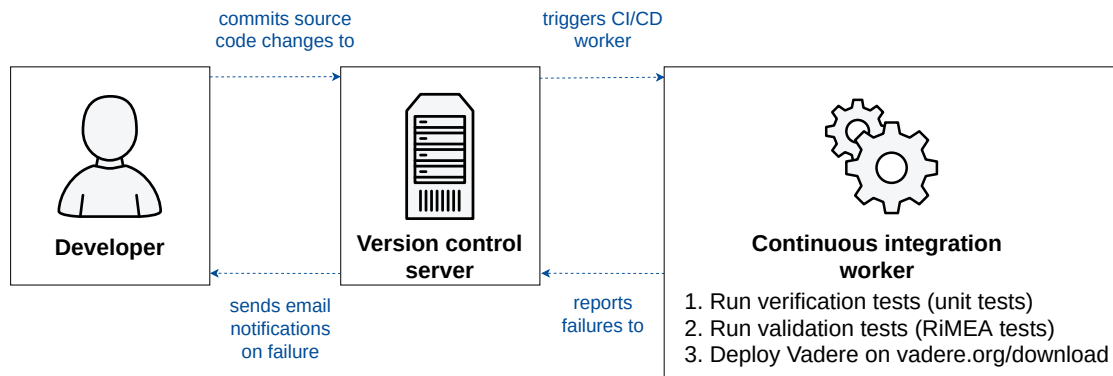 commits source
code changes to
triggers CI/CD
worker
Developer
Version control
server
Continuous integration
worker
1. Run verification tests (unit tests)
2. Run validation tests (RiMEA tests)
3. Deploy Vadere on vadere.org/download
sends email
notifications
on failure
reports
failures to